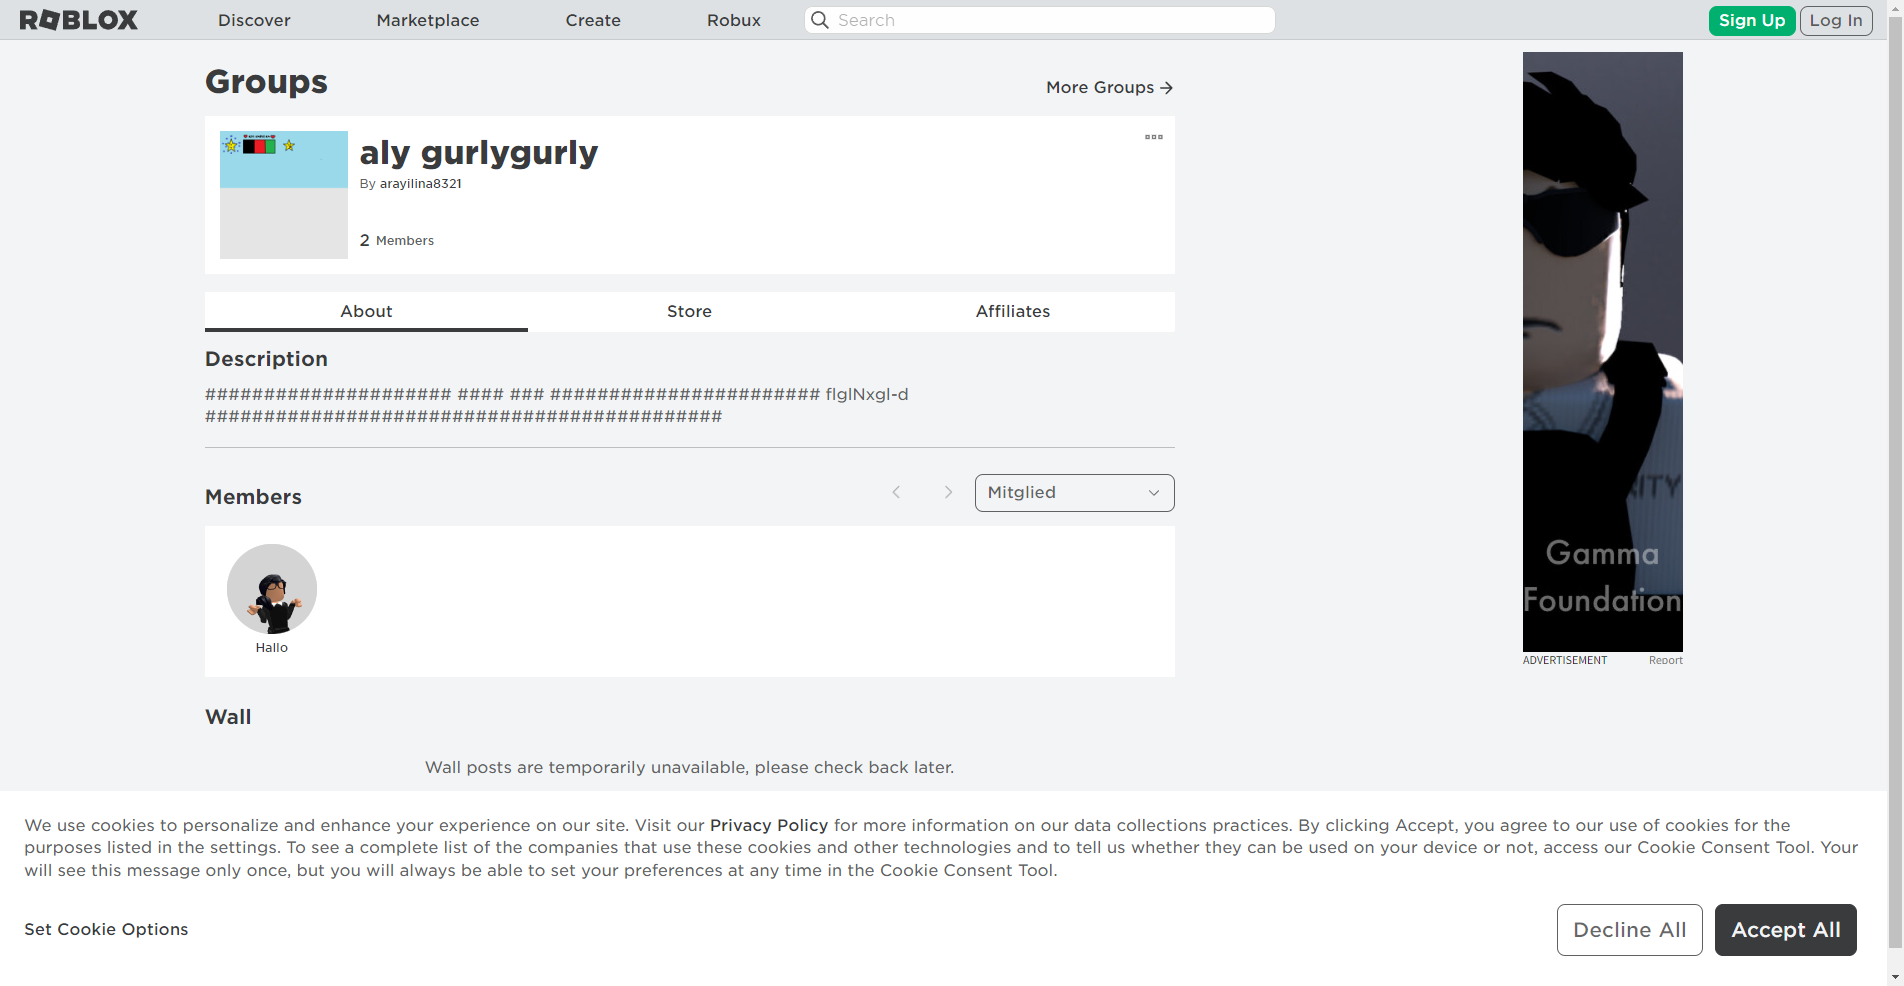 ROBLOX
Discover
Marketplace
Create
Robux
Search
Sign Up
Log In
Groups
More Groups
aly gurlygurly
By arayilina8321
2 Members
About
Store
Affiliates
Description
##################### #### ### ####################### flglNxgl-d
############################################
Members
Mitglied
Hallo
Wall
Wall posts are temporarily unavailable, please check back later.
Gamma
Foundation
ADVERTISEMENT
Report
We use cookies to personalize and enhance your experience on our site. Visit our Privacy Policy for more information on our data collections practices. By clicking Accept, you agree to our use of cookies for the
purposes listed in the settings. To see a complete list of the companies that use these cookies and other technologies and to tell us whether they can be used on your device or not, access our Cookie Consent Tool. Your
will see this message only once, but you will always be able to set your preferences at any time in the Cookie Consent Tool.
Set Cookie Options
Decline All
Accept All